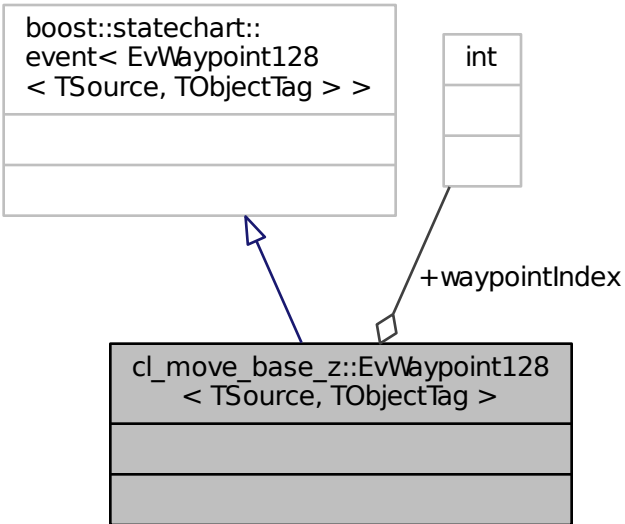 boost::statechart::
event< EvWaypoint128
< TSource, TObjectTag > >
int
+waypointIndex
cl_move_base_z::EvWaypoint128
< TSource, TObjectTag >